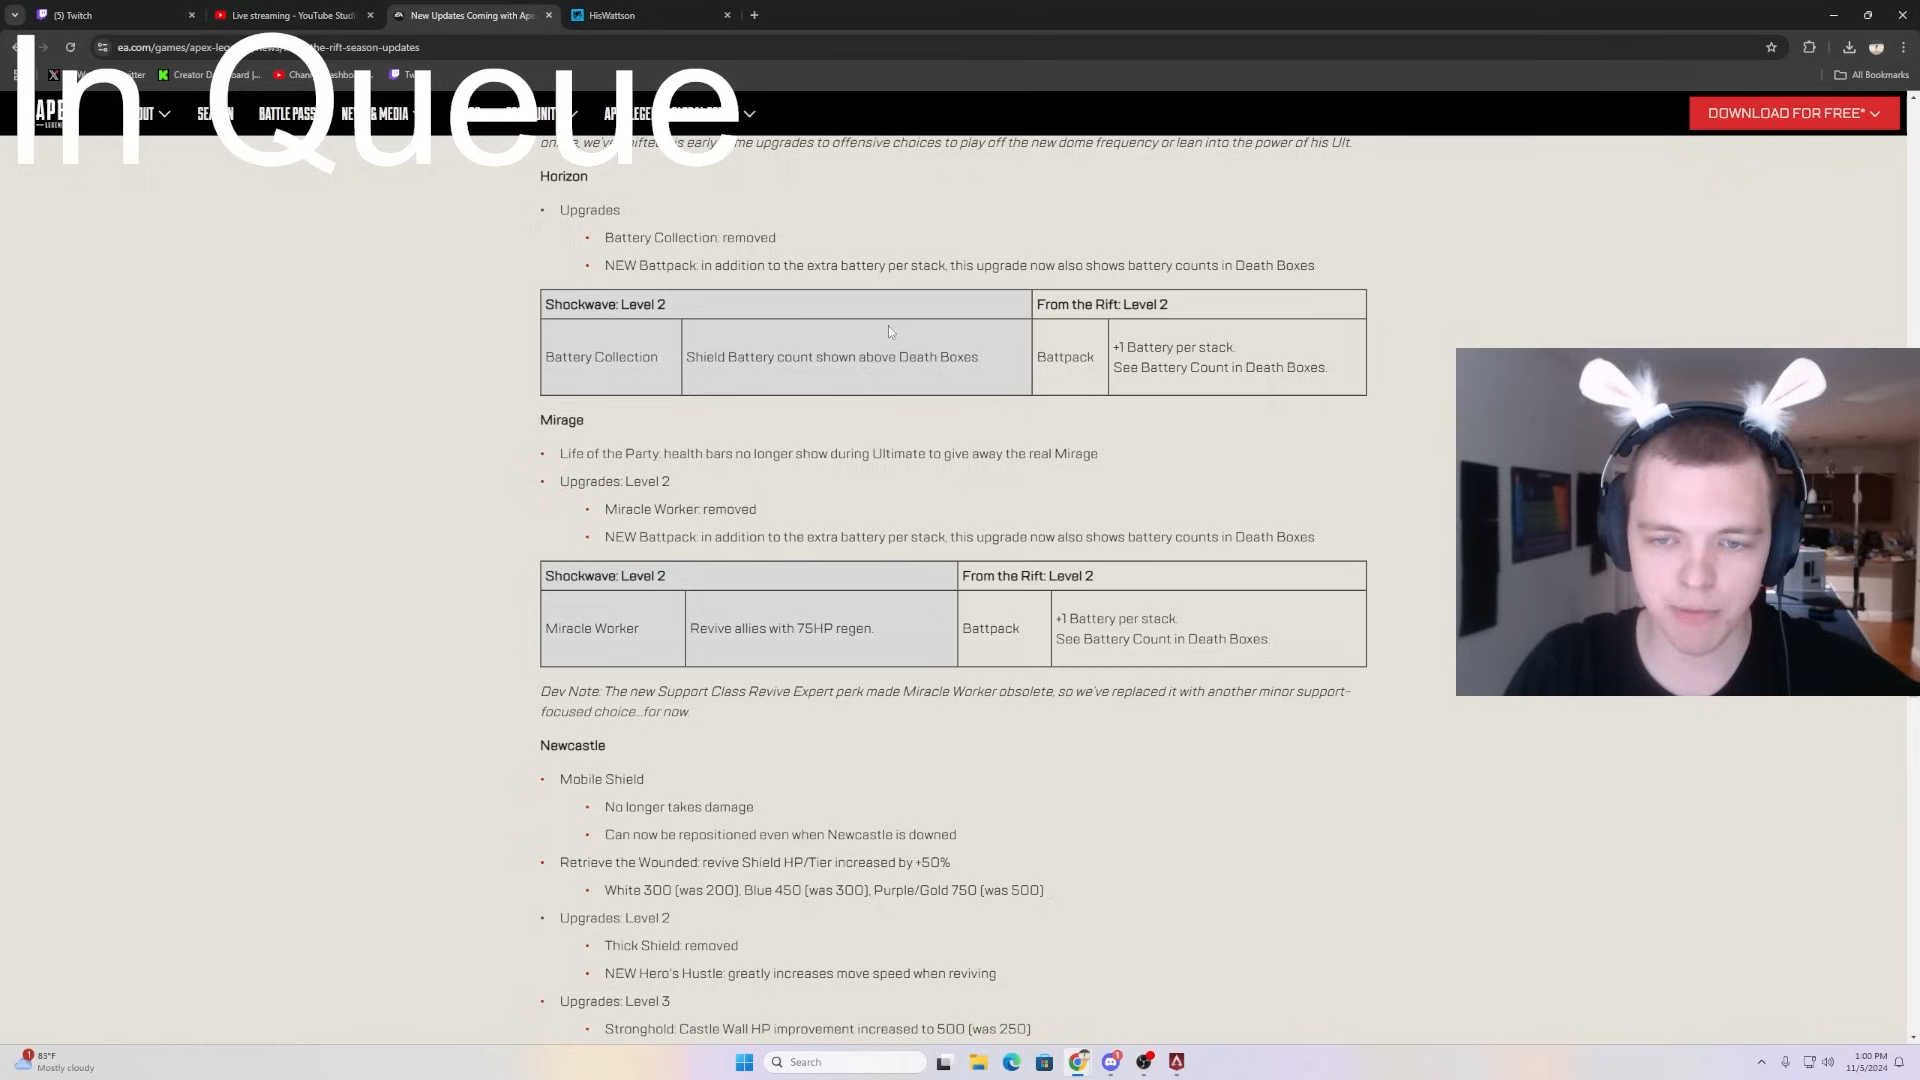 (5) Twitch
Live streaming - YouTube Studi
New Updates Coming with Ape
HisWattson
ea.com/games/apex-leg
the-rift-season-updates
Creator Da
All Bookmarks
In Queue
BATTLE PASS
DOWNLOAD FOR FREE*
upgrades to offensive choices to play off the new dome frequency or lean into the power of his Ult.
Horizon
• Upgrades
• Battery Collection: removed
• NEW Battpack: in addition to the extra battery per stack, this upgrade now also shows battery counts in Death Boxes
Shockwave: Level 2
From the Rift: Level 2
Battery Collection
Shield Battery count shown above Death Boxes.
Battpack
+1 Battery per stack.
See Battery Count in Death Boxes.
Mirage
• Life of the Party: health bars no longer show during Ultimate to give away the real Mirage
• Upgrades: Level 2
• Miracle Worker: removed
• NEW Battpack: in addition to the extra battery per stack, this upgrade now also shows battery counts in Death Boxes
Shockwave: Level 2
From the Rift: Level 2
Miracle Worker
Revive allies with 75HP regen.
Battpack
+1 Battery per stack.
See Battery Count in Death Boxes.
Dev Note: The new Support Class Revive Expert perk made Miracle Worker obsolete, so we've replaced it with another minor support-
focused choice...for now.
Newcastle
• Mobile Shield
• No longer takes damage
• Can now be repositioned even when Newcastle is downed
• Retrieve the Wounded: revive Shield HP/Tier increased by +50%
• White 300 (was 200), Blue 450 (was 300), Purple/Gold 750 (was 500)
• Upgrades: Level 2
• Thick Shield: removed
• NEW Hero's Hustle: greatly increases move speed when reviving
• Upgrades: Level 3
• Stronghold: Castle Wall HP improvement increased to 500 (was 250)
1
83°F
Mostly cloudy
Search
1
1:00 PM
11/5/2024